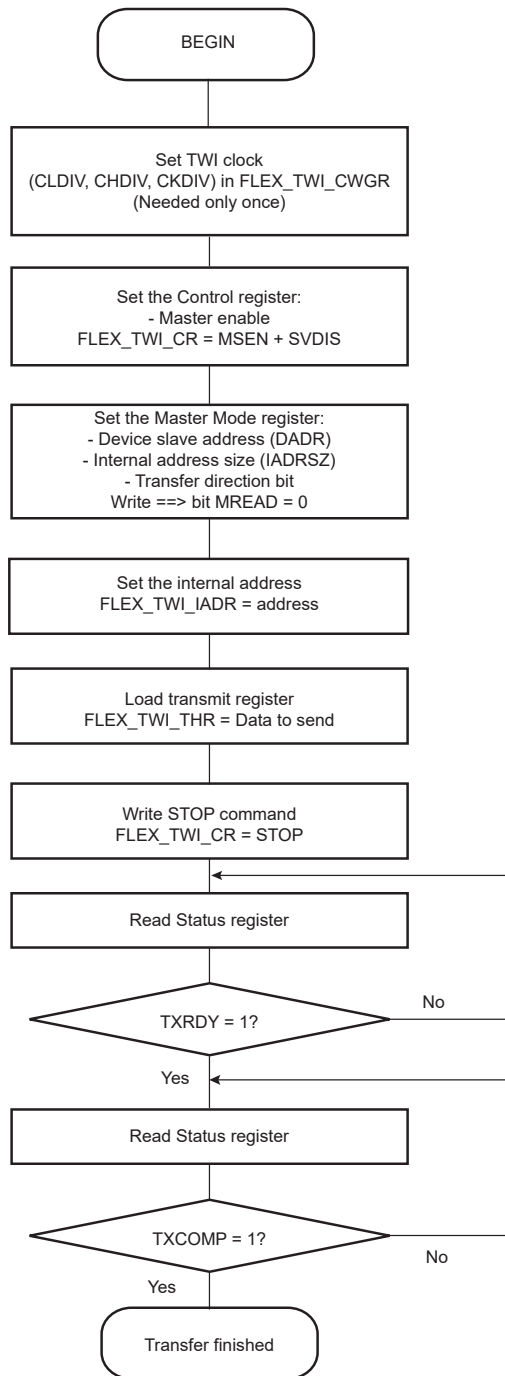 BEGIN
Set TWI clock
(CLDIV, CHDIV, CKDIV) in FLEX_TWI_CWGR
(Needed only once)
Set the Control register:
- Master enable
FLEX_TWI_CR = MSEN + SVDIS
Set the Master Mode register:
- Device slave address (DADR)
- Internal address size (IADRSZ)
- Transfer direction bit
Write ==> bit MREAD = 0
Set the internal address
FLEX_TWI_IADR = address
Load transmit register
FLEX_TWI_THR = Data to send
Write STOP command
FLEX_TWI_CR = STOP
Read Status register
TXRDY = 1?
No
Yes
Read Status register
TXCOMP = 1?
No
Yes
Transfer finished